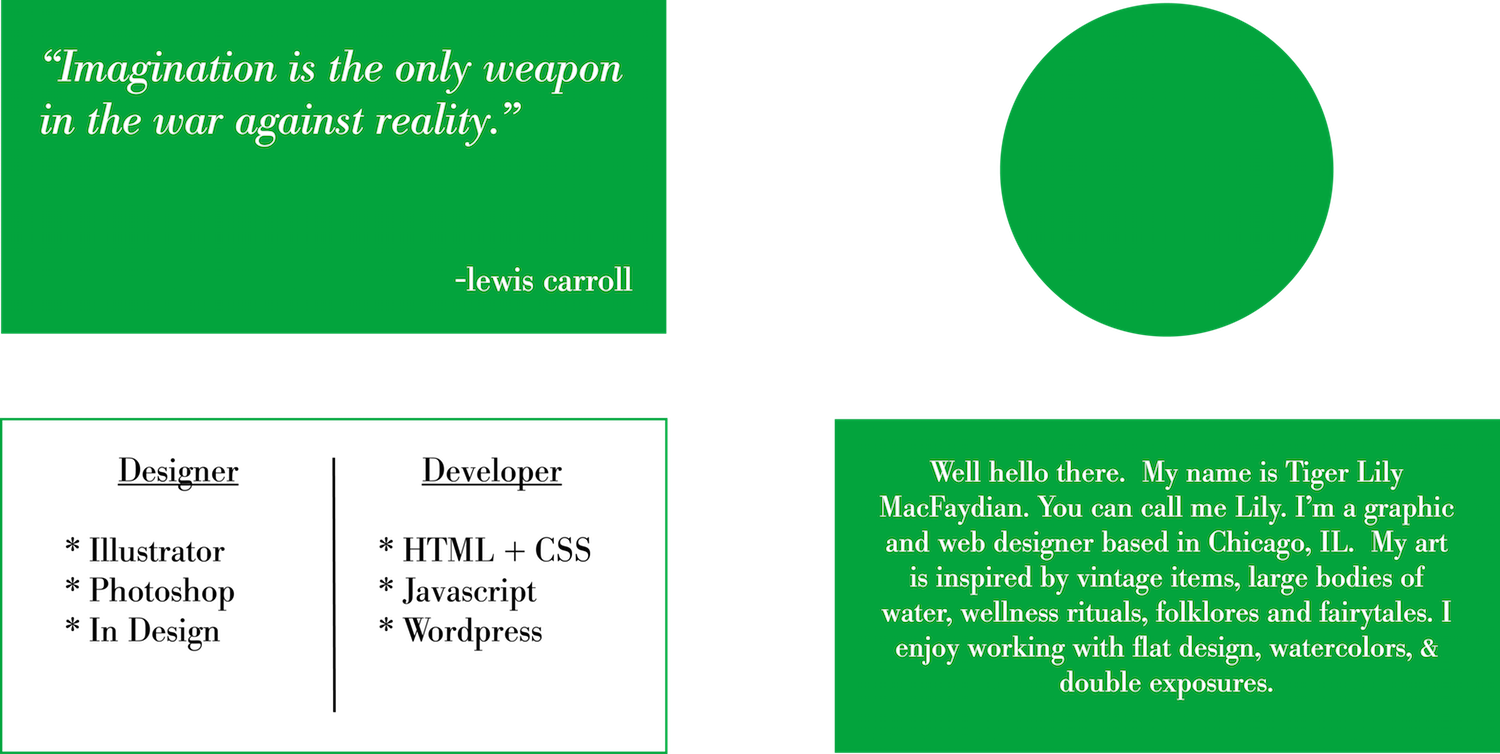 “Imagination is the only weapon
in the war against reality.”
-lewis carroll
Designer
* Illustrator
* Photoshop
* In Design
Developer
* HTML + CSS
* Javascript
* Wordpress
Well hello there.  My name is Tiger Lily
MacFaydian. You can call me Lily. I’m a graphic
and web designer based in Chicago, IL.  My art
is inspired by vintage items, large bodies of
water, wellness rituals, folklores and fairytales. I
enjoy working with flat design, watercolors, &
double exposures.